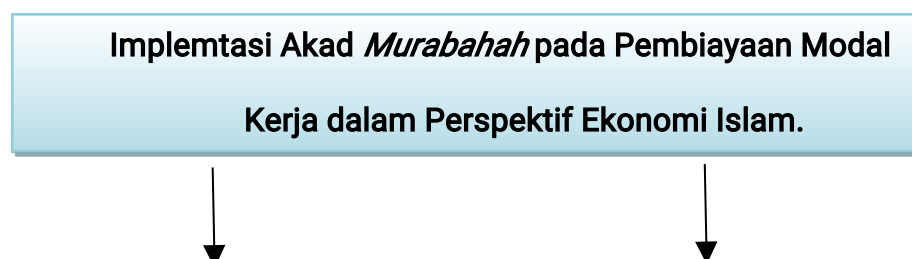 Implemtasi Akad Murabahah pada Pembiayaan Modal
Kerja dalam Perspektif Ekonomi Islam.